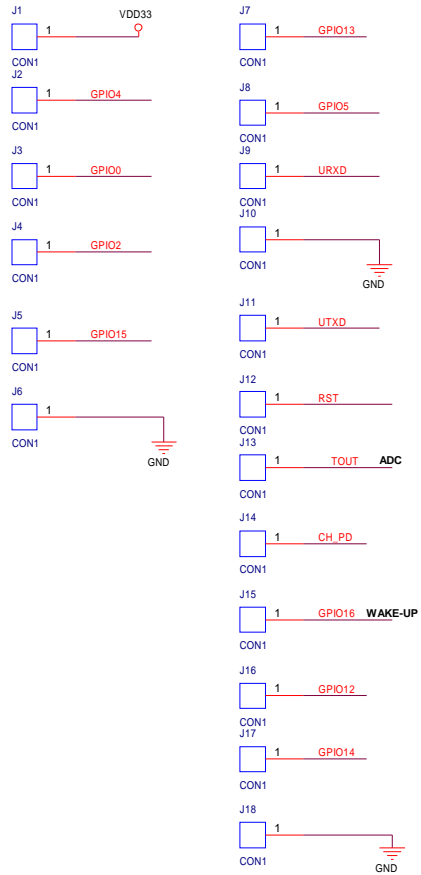 J1
VDD33
1
CON1
J2
1 GPIO4
CON1
J3
1 GPIO0
CON1
J4
1 GPIO2
CON1
J5
1 GPIO15
CON1
J6
1
CON1
GND
J7
1 GPIO13
CON1
J8
1 GPIO5
CON1
J9
1 URXD
CON1
J10
1
CON1
GND
J11
1 UTXD
CON1
J12
1 RST
CON1
J13
1 TOUT ADC
CON1
J14
1 CH_PD
CON1
J15
1 GPIO16 WAKE-UP
CON1
J16
1 GPIO12
CON1
J17
1 GPIO14
CON1
J18
1
CON1
GND